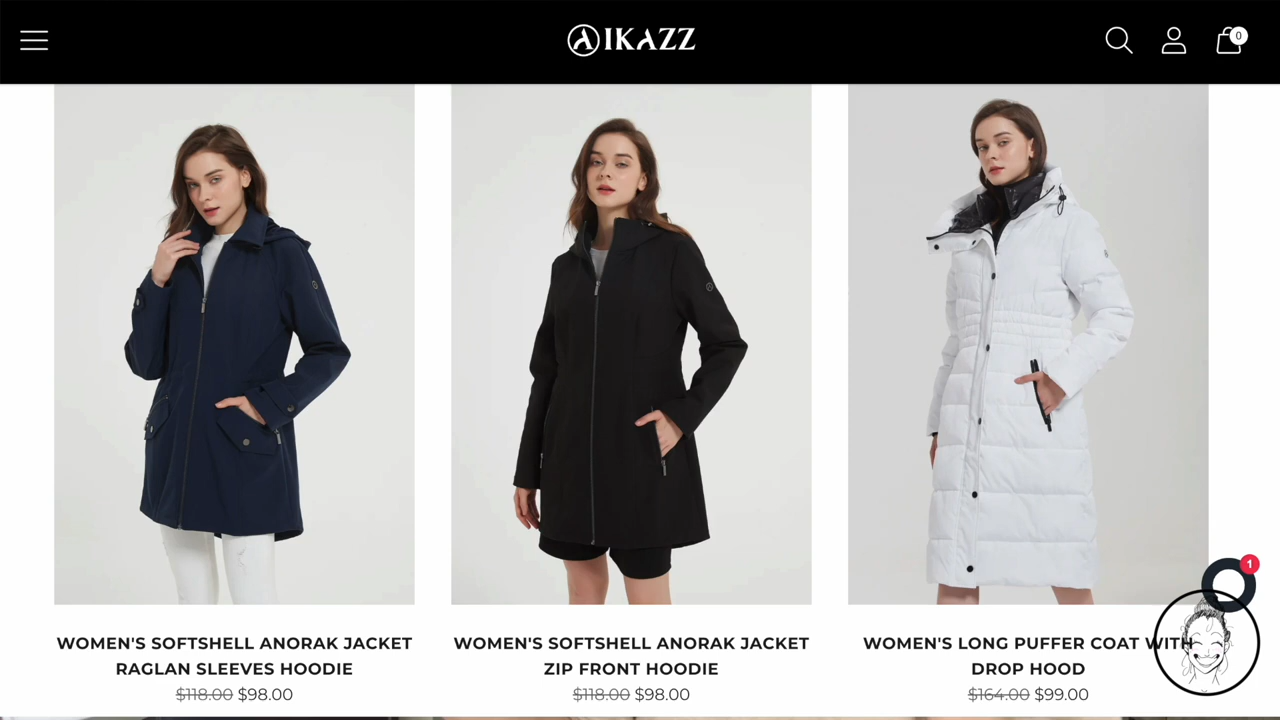 AIKAZZ
0
WOMEN'S SOFTSHELL ANORAK JACKET
RAGLAN SLEEVES HOODIE
$118.00 $98.00
WOMEN'S SOFTSHELL ANORAK JACKET
ZIP FRONT HOODIE
$118.00 $98.00
WOMEN'S LONG PUFFER COAT WITH
DROP HOOD
$164.00 $99.00
1